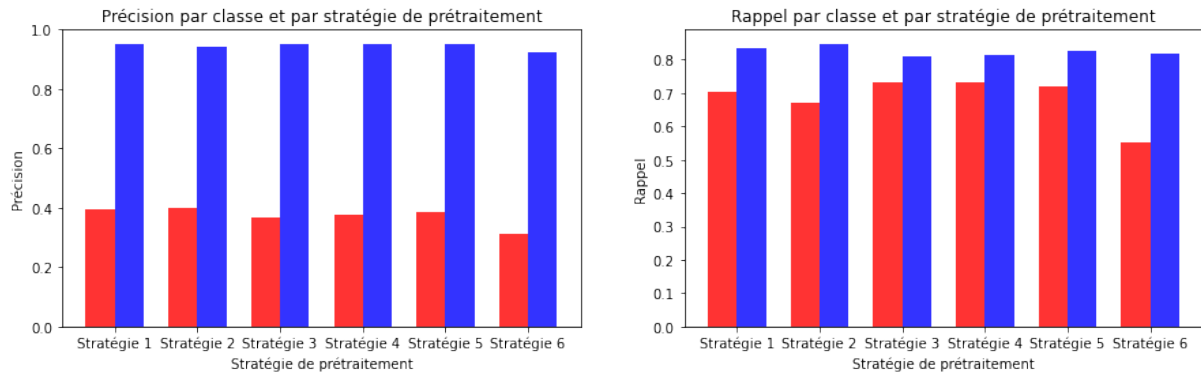 Précision par classe et par stratégie de prétraitement
1.0
0.8
0.6
0.4
0.2
0.0
Précision
Stratégie 1 Stratégie 2 Stratégie 3 Stratégie 4 Stratégie 5 Stratégie 6
Stratégie de prétraitement
Rappel par classe et par stratégie de prétraitement
0.8
0.7
0.6
0.5
0.4
0.3
0.2
0.1
0.0
Rappel
Stratégie 1 Stratégie 2 Stratégie 3 Stratégie 4 Stratégie 5 Stratégie 6
Stratégie de prétraitement